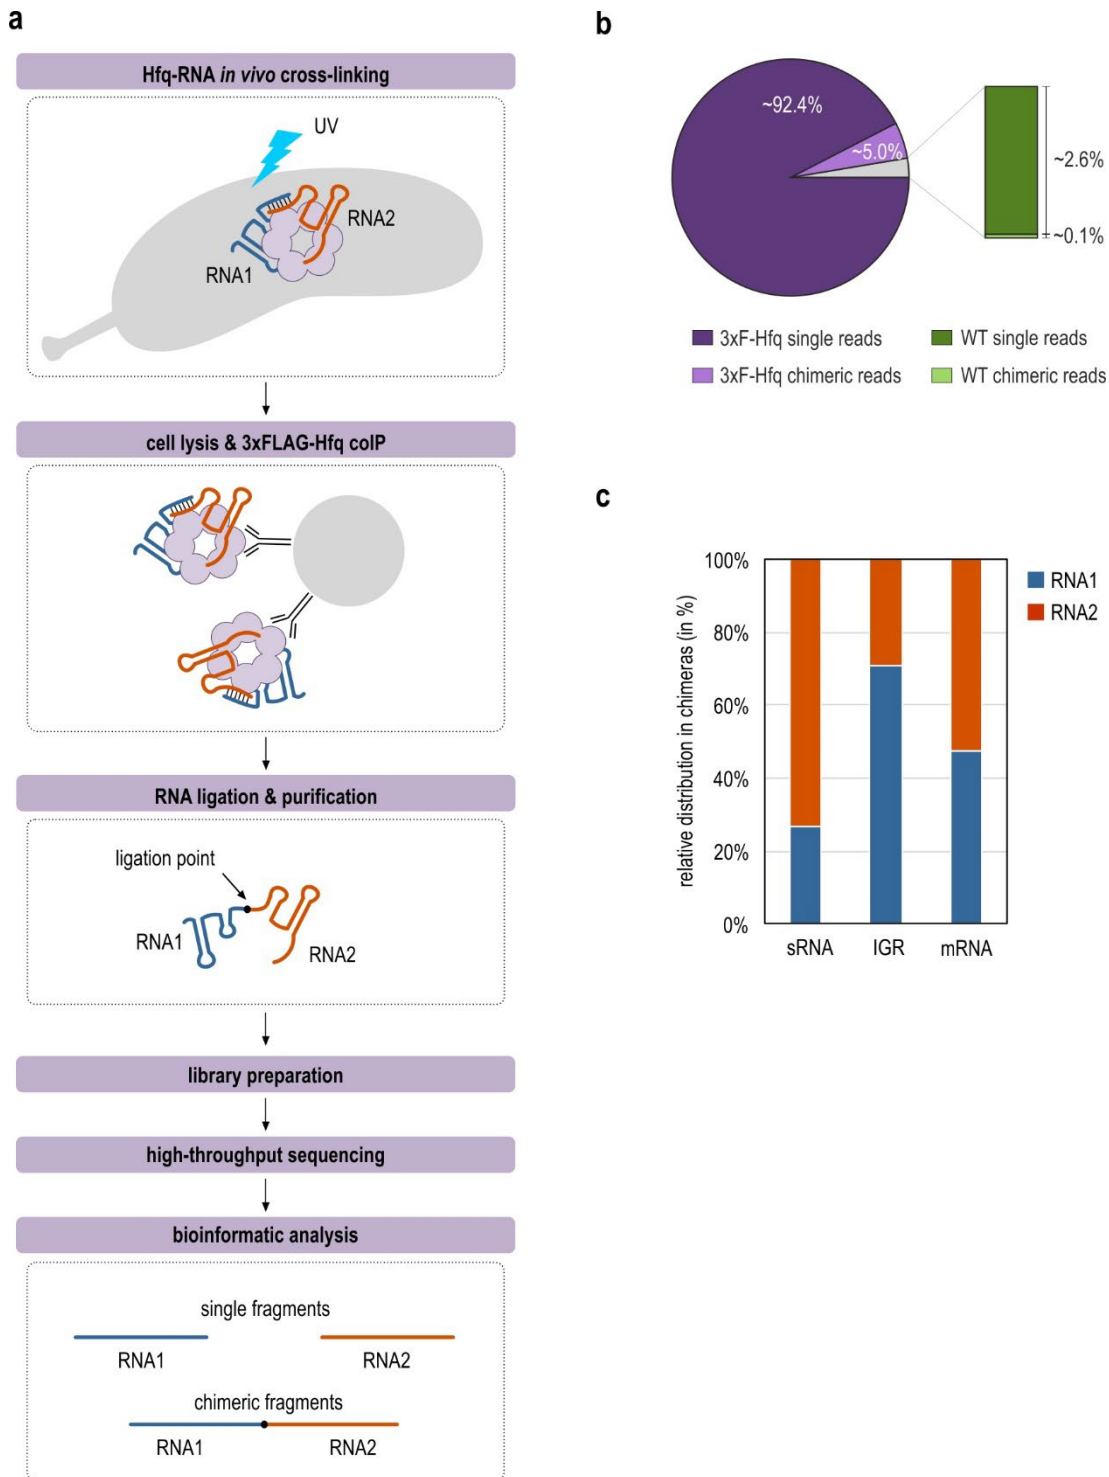 a
Hfq-RNA in vivo cross-linking
UV
RNA2
RNA1
cell lysis & 3xFLAG-Hfq coIP
RNA ligation & purification
ligation point
RNA1
RNA2
library preparation
high-throughput sequencing
bioinformatic analysis
single fragments
RNA1
RNA2
chimeric fragments
RNA1
RNA2
b
~92.4%
~5.0%
~2.6%
~0.1%
3xF-Hfq single reads
WT single reads
3xF-Hfq chimeric reads
WT chimeric reads
c
relative distribution in chimeras (in %)
100%
80%
60%
40%
20%
0%
sRNA
IGR
mRNA
RNA1
RNA2